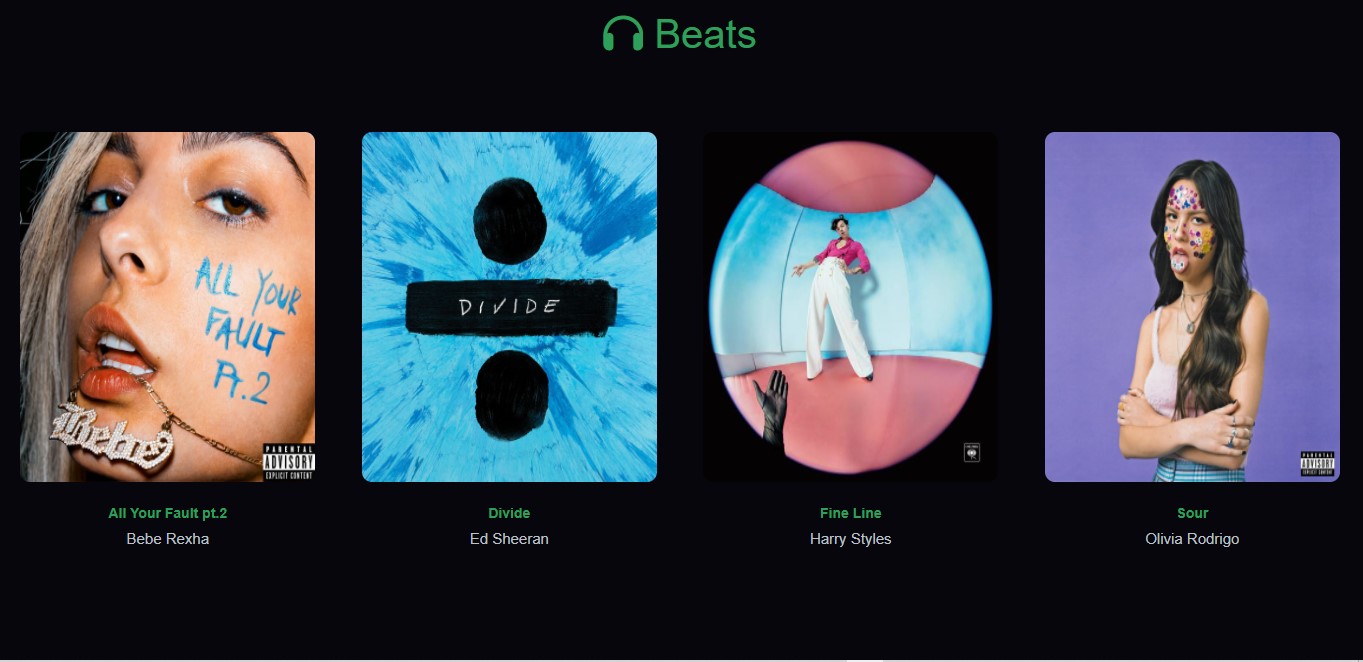 Beats
ALL YOUR
FAULT
PT.2
Bebe
PARENTAL
ADVISORY
EXPLICIT CONTENT
DIVIDE
PARENTAL
ADVISORY
EXPLICIT CONTENT
All Your Fault pt.2
Bebe Rexha
Divide
Ed Sheeran
Fine Line
Harry Styles
Sour
Olivia Rodrigo